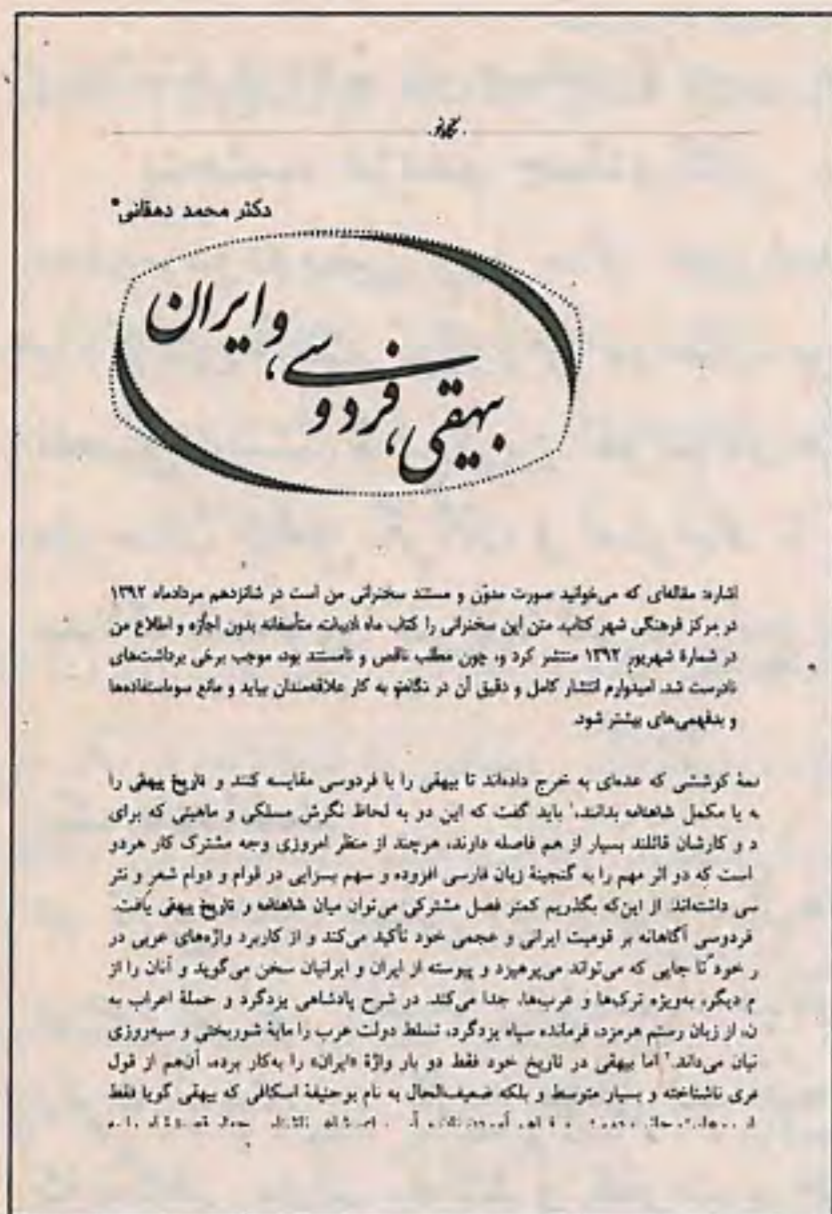 نگاه‌نو
دکتر محمد دهقانی*
بیهقی، فردوسی، و ایران
اشاره: مقاله‌ای که می‌خوانید صورت مدوّن و مستند سخنرانی من است در شانزدهم مردادماه ۱۳۹۲
در مرکز فرهنگی شهر کتاب. متن این سخنرانی را کتاب ماه ادبیات، متأسفانه بدون اجازه و اطلاع من
در شمارهٔ شهریور ۱۳۹۲ منتشر کرد و، چون مطلب ناقص و نامستند بود، موجب برخی برداشت‌های
نادرست شد. امیدوارم انتشار کامل و دقیق آن در نگاه‌نو به کار علاقه‌مندان بیاید و مانع سوءاستفاده‌ها
و بدفهمی‌های بیشتر شود.
کوششی که عده‌ای به خرج داده‌اند تا بیهقی را با فردوسی مقایسه کنند و تاریخ بیهقی را
یا مکمل شاهنامه بدانند،۱ باید گفت که این دو به لحاظ نگرش مسلکی و ماهیتی که برای
د و کارشان قائلند بسیار از هم فاصله دارند، هرچند از منظر امروزی وجه مشترک کار هردو
است که دو اثر مهم را به گنجینهٔ زبان فارسی افزوده و سهم بسزایی در قوام و دوام شعر و نثر
سی داشته‌اند. از این‌که بگذریم کمتر فصل مشترکی می‌توان میان شاهنامه و تاریخ بیهقی یافت.
فردوسی آگاهانه بر قومیت ایرانی و عجمی خود تأکید می‌کند و از کاربرد واژه‌های عربی در
ر خود تا جایی که می‌تواند می‌پرهیزد و پیوسته از ایران و ایرانیان سخن می‌گوید و آنان را از
م دیگر، به‌ویژه ترک‌ها و عرب‌ها، جدا می‌کند. در شرح پادشاهی یزدگرد و حملهٔ اعراب به
ن، از زبان رستم هرمزد، فرمانده سپاه یزدگرد، تسلط دولت عرب را مایهٔ شوربختی و سیه‌روزی
نیان می‌داند.۲ اما بیهقی در تاریخ خود فقط دو بار واژهٔ «ایران» را به‌کار برده، آن‌هم از قول
عری ناشناخته و بسیار متوسط و بلکه ضعیف‌الحال به نام بوحنیفهٔ اسکافی که بیهقی گویا فقط